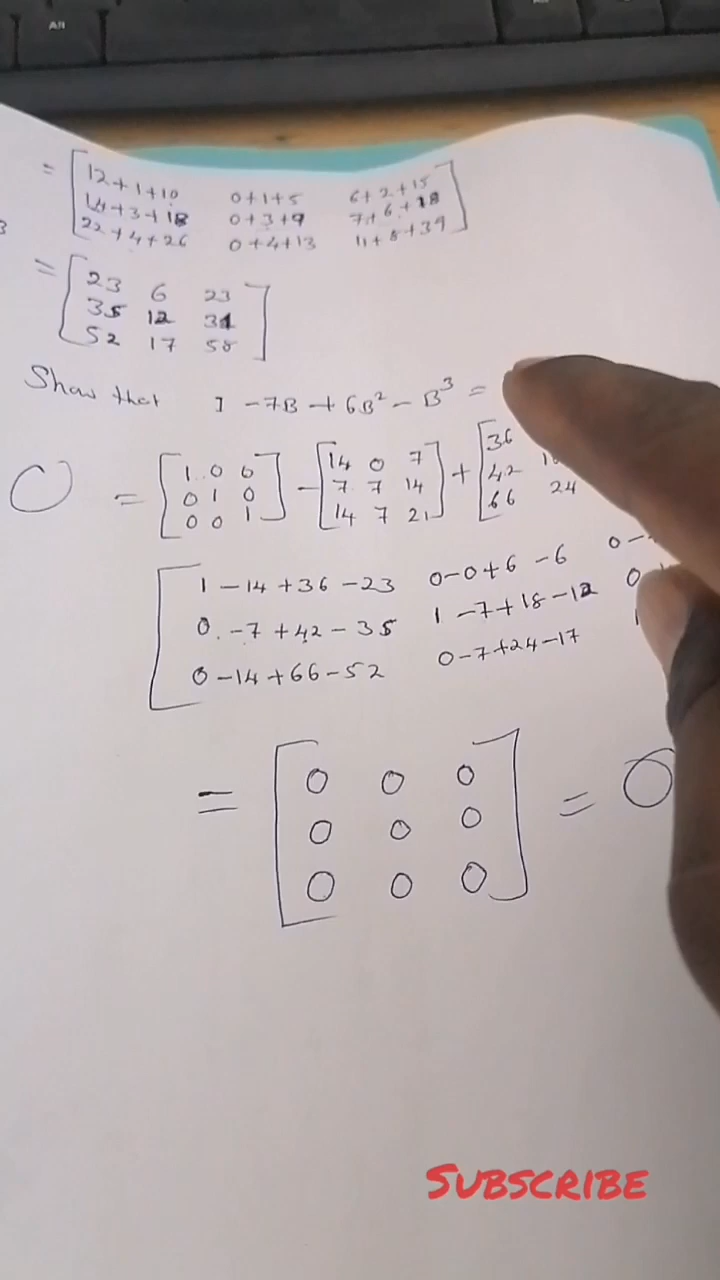 Alt
= [12+1+10 0+1+5 6+2+15
14+3+18 0+3+9 7+6+18
22+4+26 0+4+13 11+8+39]
3
= [23 6 23
35 12 31
52 17 58]
Show that I -7B + 6B² - B³ =
O = [1 0 0 - [14 0 7 + [36
0 1 0 7 7 14 42
0 0 1] 14 7 21] 66 24
[1 -14 +36 -23 0-0+6 -6 0-
0 -7 +42 -35 1 -7+18-12 0
0 -14 +66 -52 0-7+24-17
= [0 0 0
0 0 0 = O
0 0 0]
SUBSCRIBE